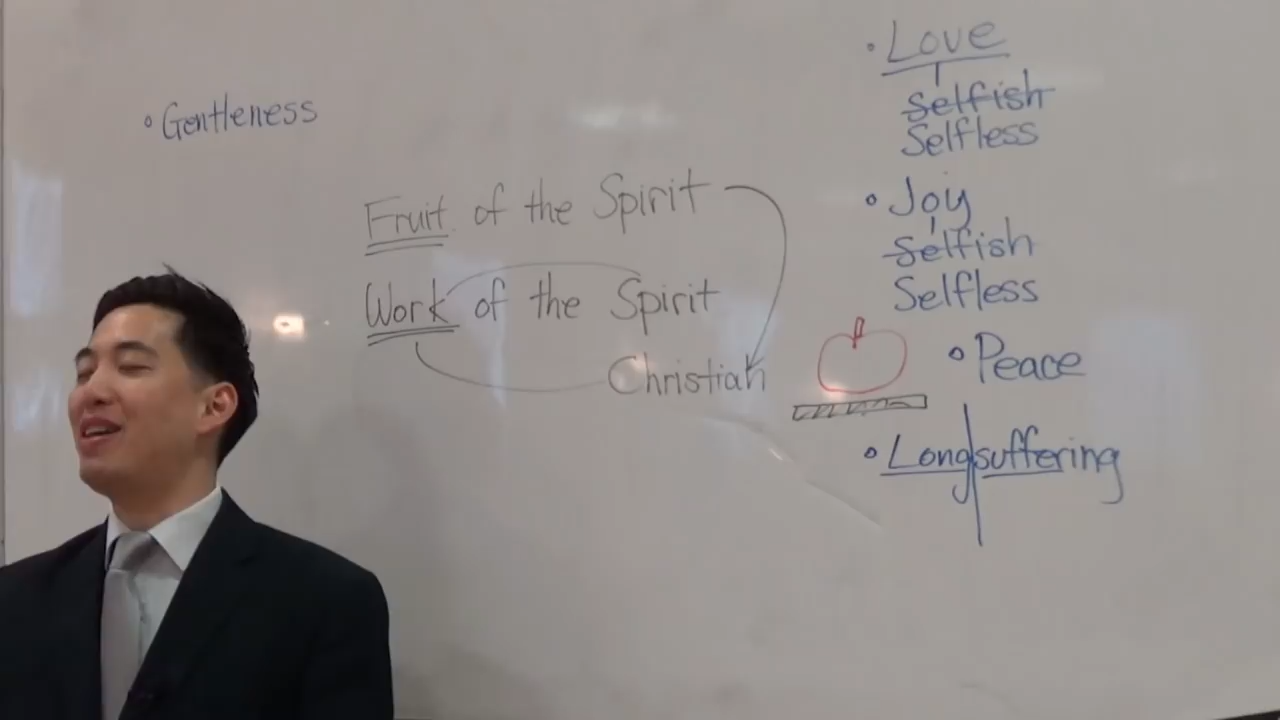 • Gentleness
Fruit of the Spirit
Work of the Spirit
Christian
• Love
Selfish
Selfless
• Joy
Selfish
Selfless
• Peace
• Longsuffering